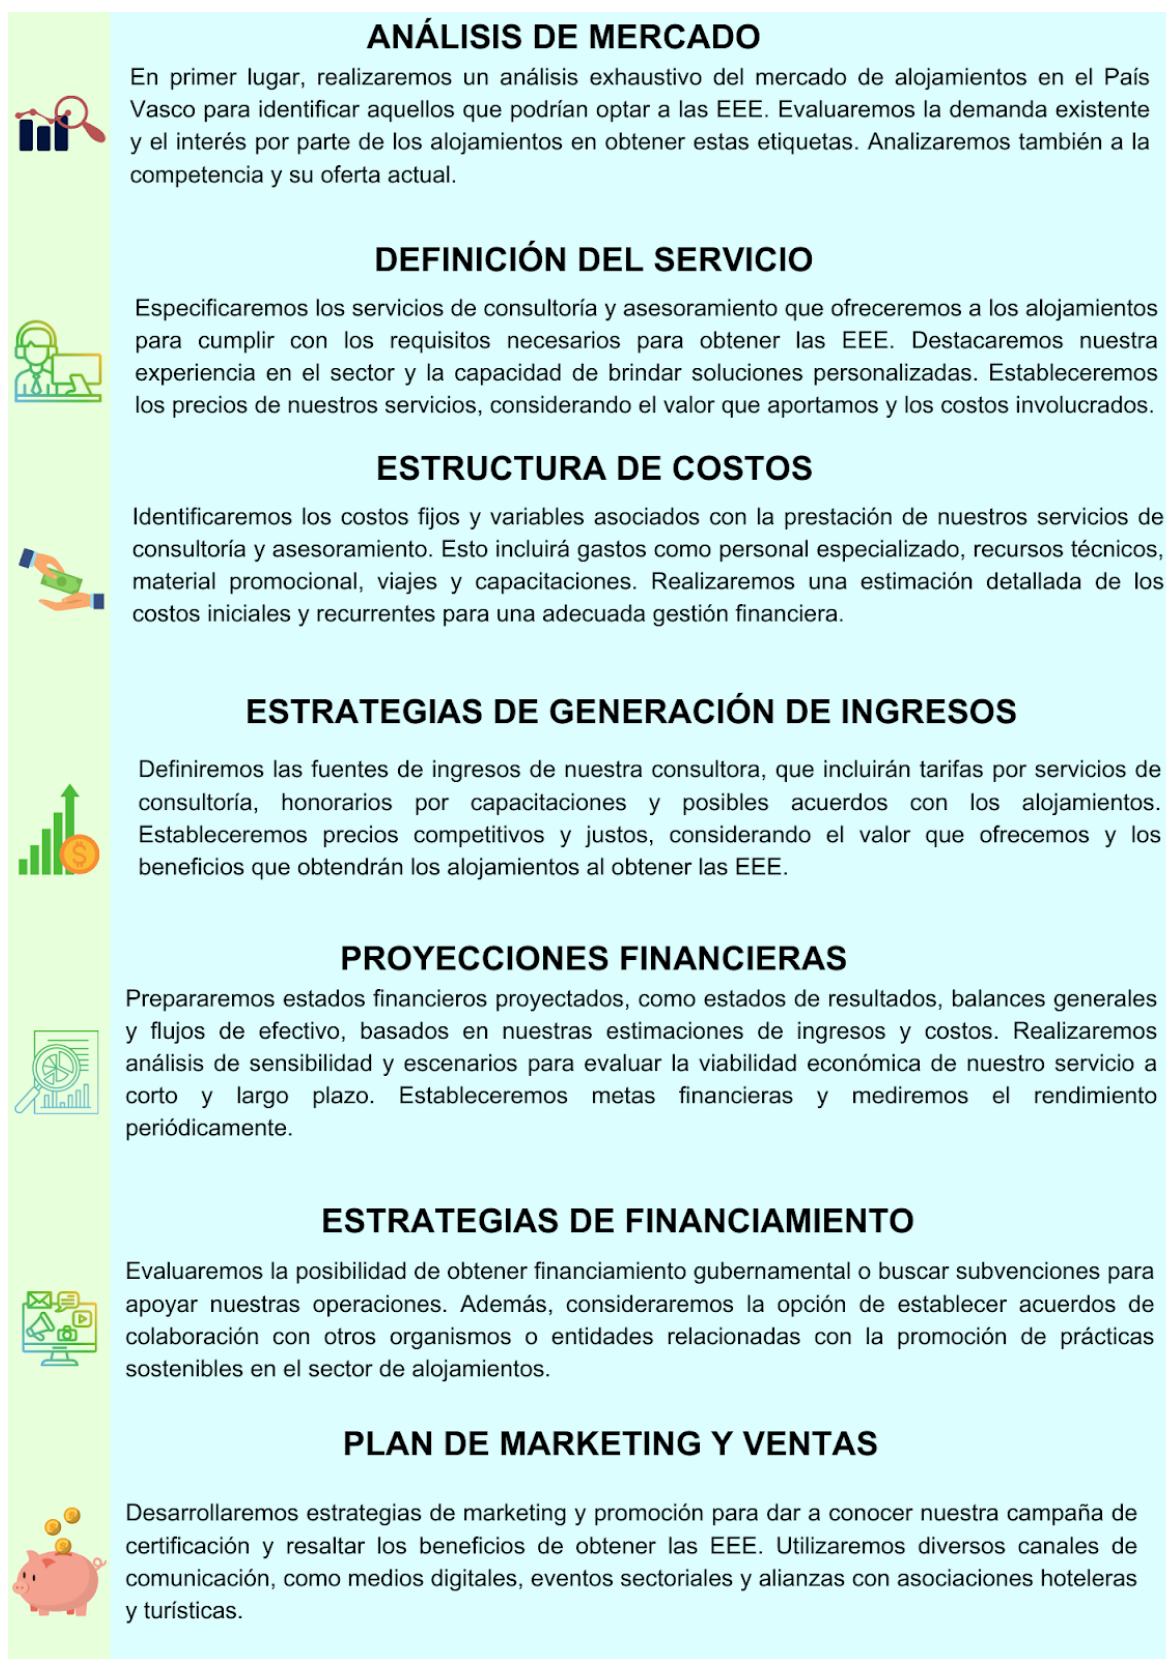 ANÁLISIS DE MERCADO
En primer lugar, realizaremos un análisis exhaustivo del mercado de alojamientos en el País
Vasco para identificar aquellos que podrían optar a las EEE. Evaluaremos la demanda existente
y el interés por parte de los alojamientos en obtener estas etiquetas. Analizaremos también a la
competencia y su oferta actual.
DEFINICIÓN DEL SERVICIO
Especificaremos los servicios de consultoría y asesoramiento que ofreceremos a los alojamientos
para cumplir con los requisitos necesarios para obtener las EEE. Destacaremos nuestra
experiencia en el sector y la capacidad de brindar soluciones personalizadas. Estableceremos
los precios de nuestros servicios, considerando el valor que aportamos y los costos involucrados.
ESTRUCTURA DE COSTOS
Identificaremos los costos fijos y variables asociados con la prestación de nuestros servicios de
consultoría y asesoramiento. Esto incluirá gastos como personal especializado, recursos técnicos,
material promocional, viajes y capacitaciones. Realizaremos una estimación detallada de los
costos iniciales y recurrentes para una adecuada gestión financiera.
ESTRATEGIAS DE GENERACIÓN DE INGRESOS
Definiremos las fuentes de ingresos de nuestra consultora, que incluirán tarifas por servicios de
consultoría, honorarios por capacitaciones y posibles acuerdos con los alojamientos.
Estableceremos precios competitivos y justos, considerando el valor que ofrecemos y los
beneficios que obtendrán los alojamientos al obtener las EEE.
PROYECCIONES FINANCIERAS
Prepararemos estados financieros proyectados, como estados de resultados, balances generales
y flujos de efectivo, basados en nuestras estimaciones de ingresos y costos. Realizaremos
análisis de sensibilidad y escenarios para evaluar la viabilidad económica de nuestro servicio a
corto y largo plazo. Estableceremos metas financieras y mediremos el rendimiento
periódicamente.
ESTRATEGIAS DE FINANCIAMIENTO
Evaluaremos la posibilidad de obtener financiamiento gubernamental o buscar subvenciones para
apoyar nuestras operaciones. Además, consideraremos la opción de establecer acuerdos de
colaboración con otros organismos o entidades relacionadas con la promoción de prácticas
sostenibles en el sector de alojamientos.
PLAN DE MARKETING Y VENTAS
Desarrollaremos estrategias de marketing y promoción para dar a conocer nuestra campaña de
certificación y resaltar los beneficios de obtener las EEE. Utilizaremos diversos canales de
comunicación, como medios digitales, eventos sectoriales y alianzas con asociaciones hoteleras
y turísticas.